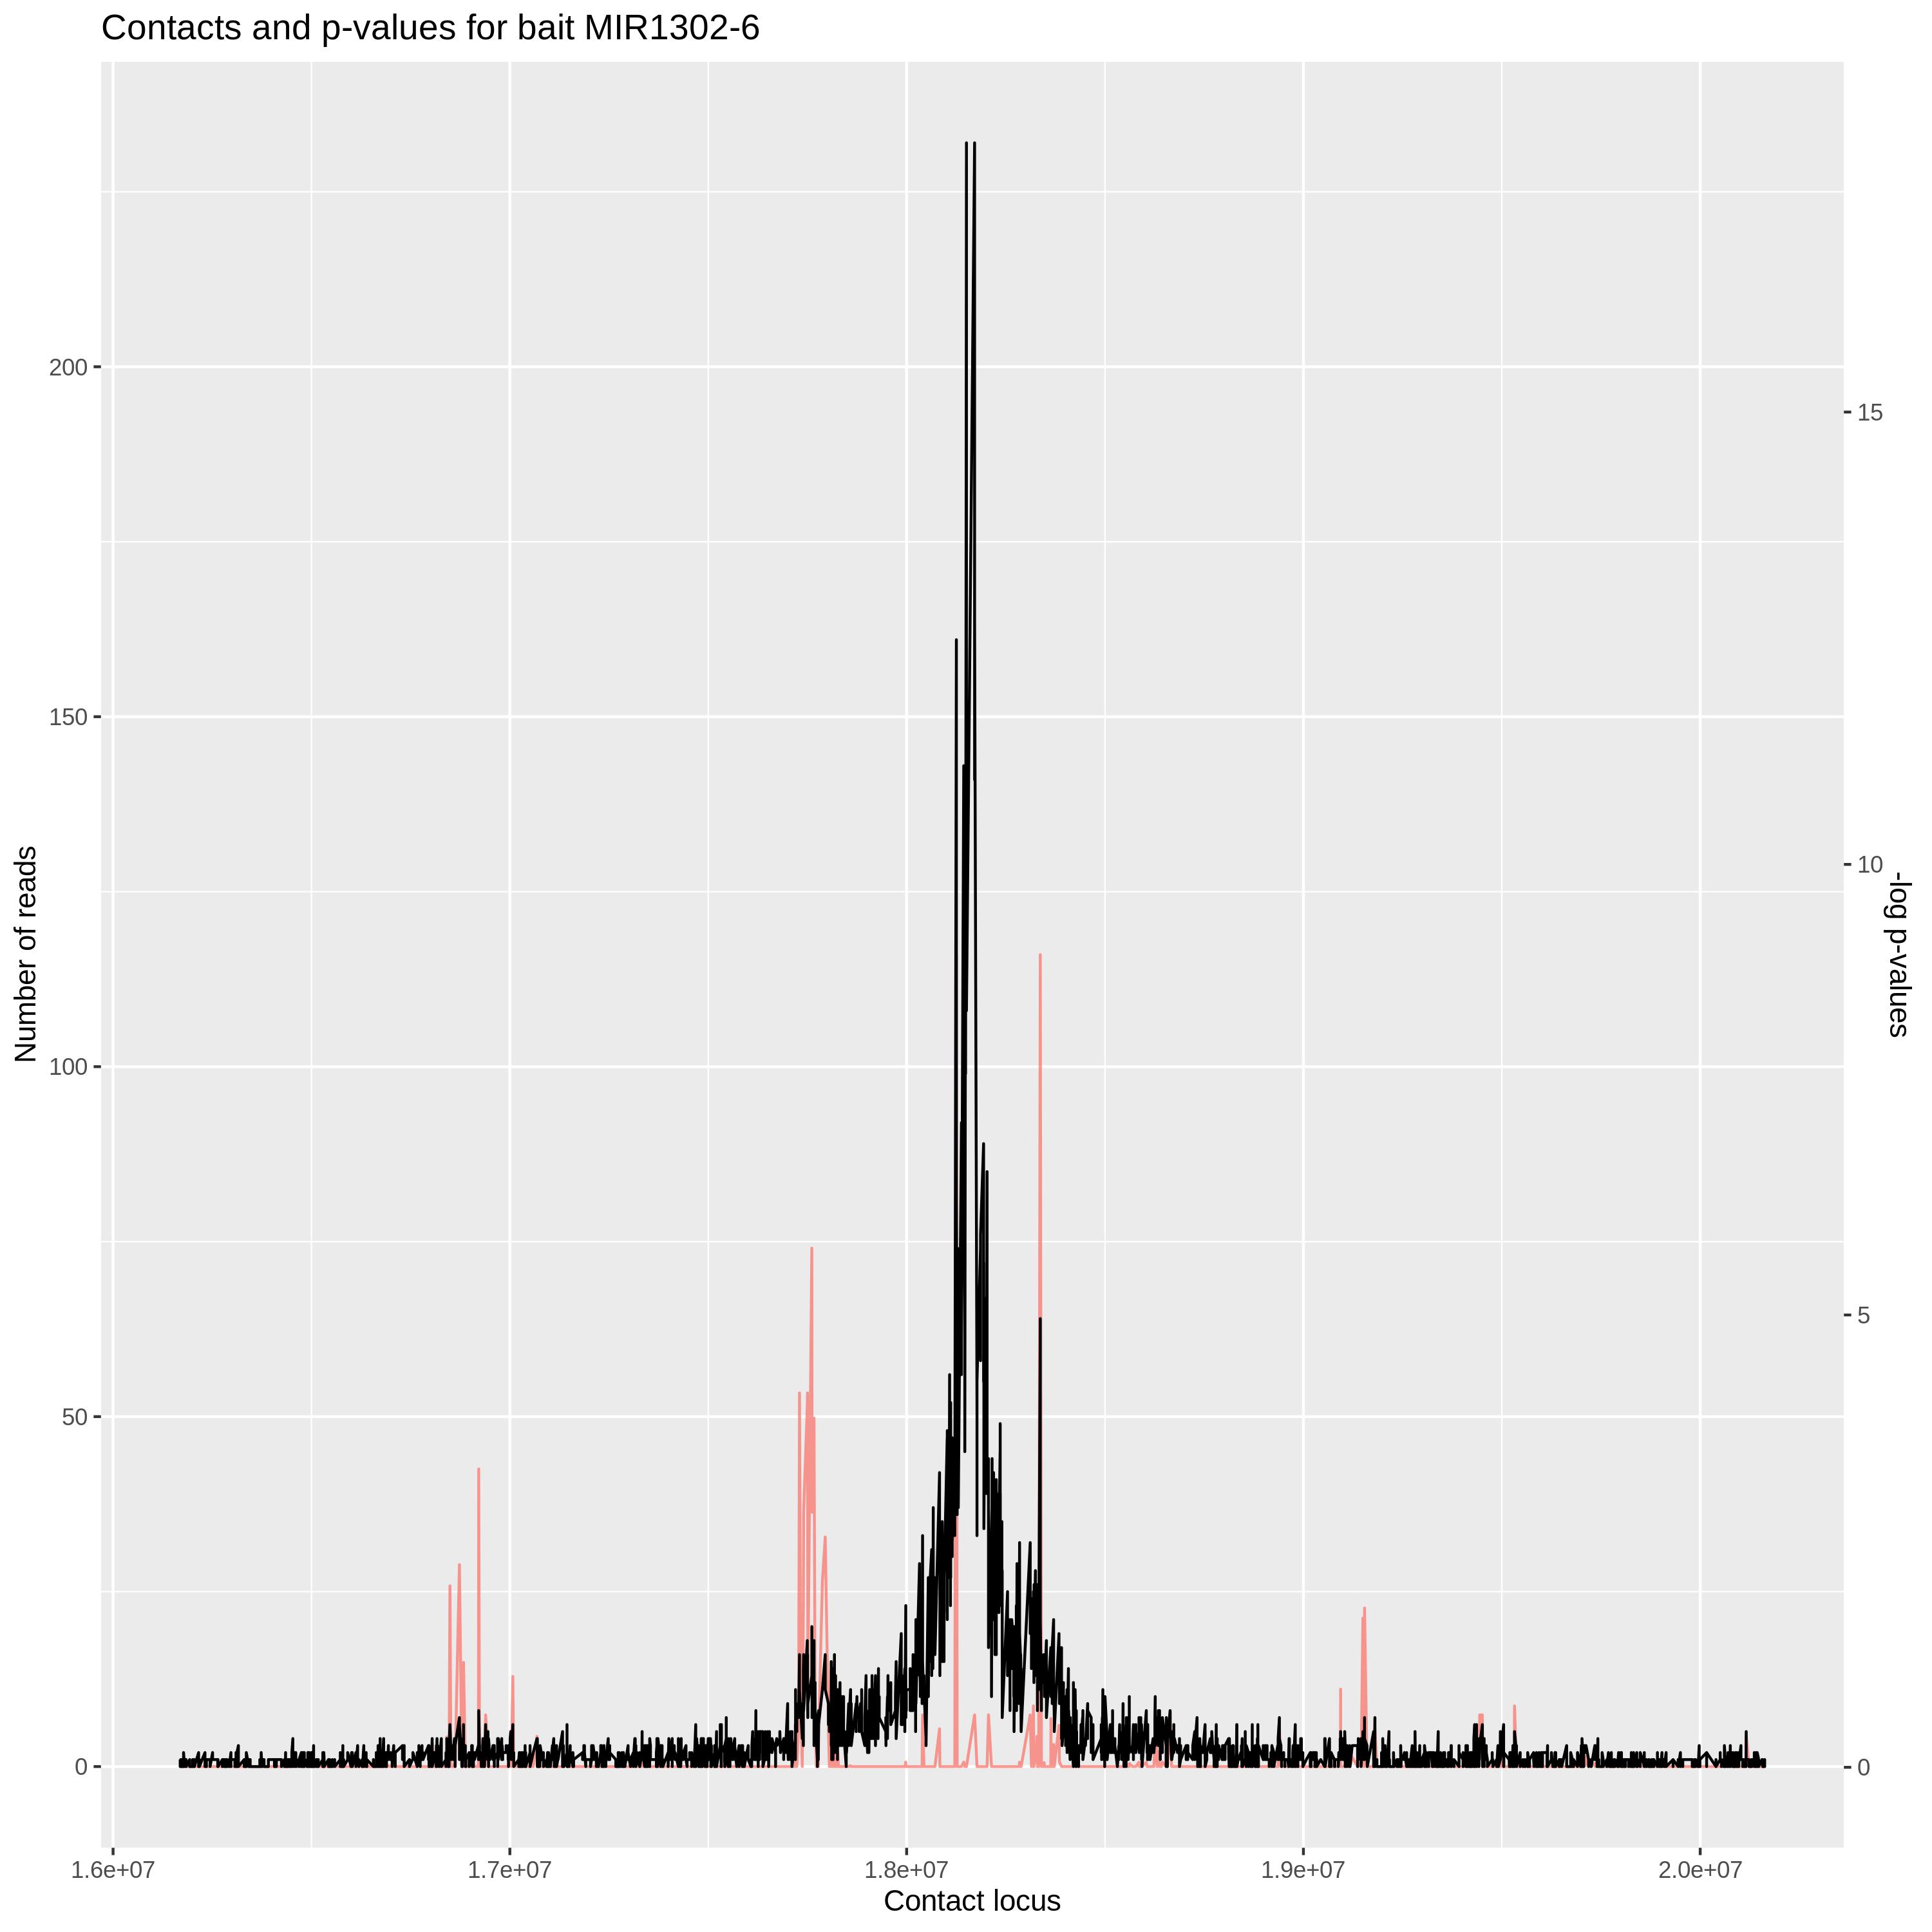 Contacts and p-values for bait MIR1302-6
200
150
100
50
0
Number of reads
15
10
5
0
-log p-values
1.6e+07
1.7e+07
1.8e+07
1.9e+07
2.0e+07
Contact locus